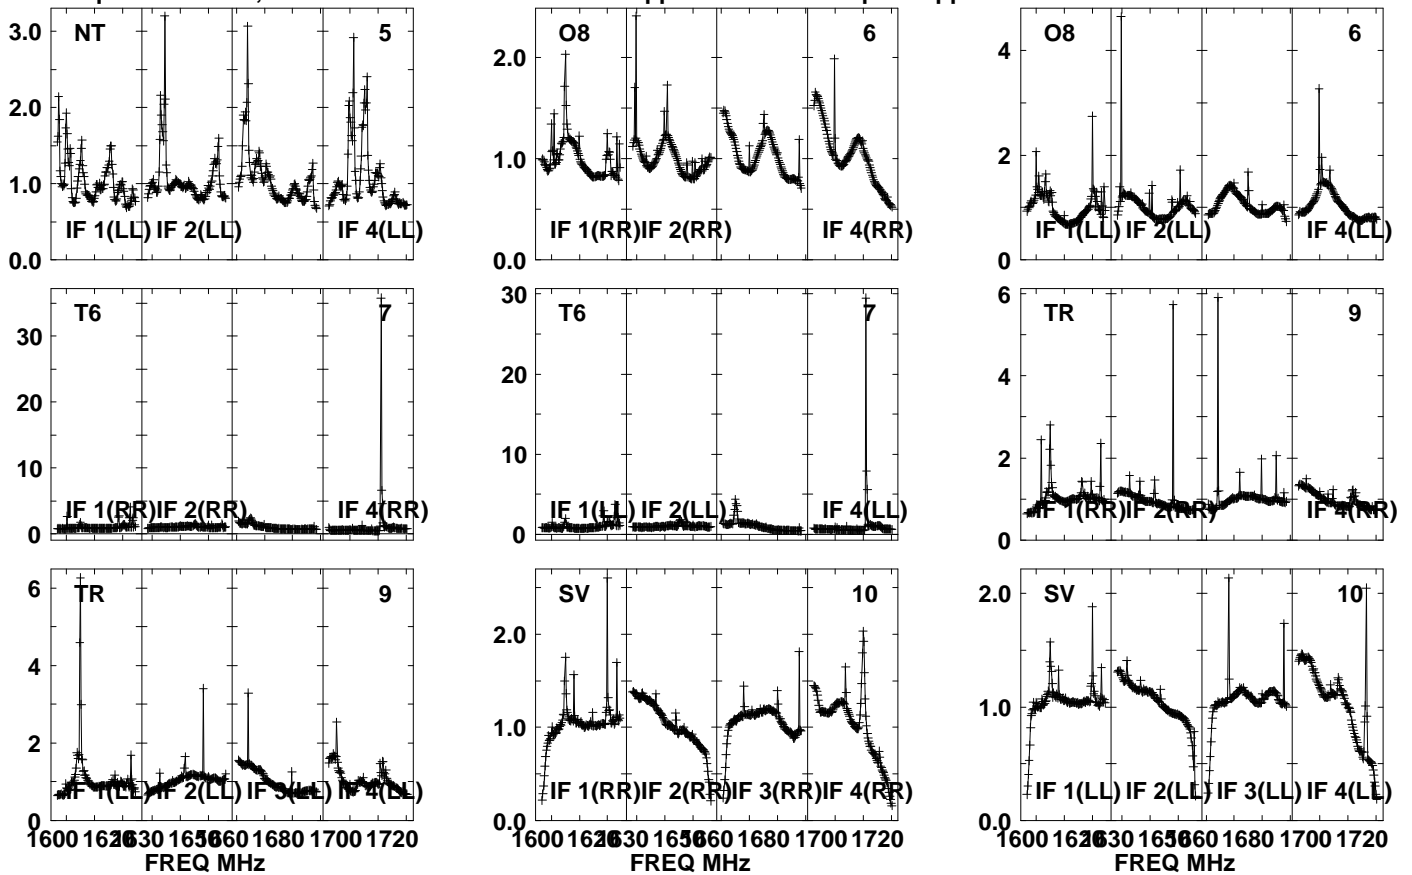 NT 5
3.0
2.0
1.0
0.0
IF 1(LL) IF 2(LL) IF 4(LL)
O8 6
2.0
1.0
0.0
IF 1(RR) IF 2(RR) IF 4(RR)
O8 6
4
2
0
IF 1(LL) IF 2(LL) IF 4(LL)
T6 7
30
20
10
0
IF 1(RR) IF 2(RR) IF 4(RR)
T6 7
30
20
10
0
IF 1(LL) IF 2(LL) IF 4(LL)
TR 9
6
4
2
0
IF 1(RR) IF 2(RR) IF 4(RR)
TR 9
6
4
2
0
IF 1(LL) IF 2(LL) IF 3(LL) IF 4(LL)
1600 1630 1660 1700 1720
FREQ MHz
SV 10
2.0
1.0
0.0
IF 1(RR) IF 2(RR) IF 3(RR) IF 4(RR)
1600 1630 1660 1700 1720
SV 10
2.0
1.0
0.0
IF 1(LL) IF 2(LL) IF 3(LL) IF 4(LL)
1600 1630 1660 1700 1720
FREQ MHz